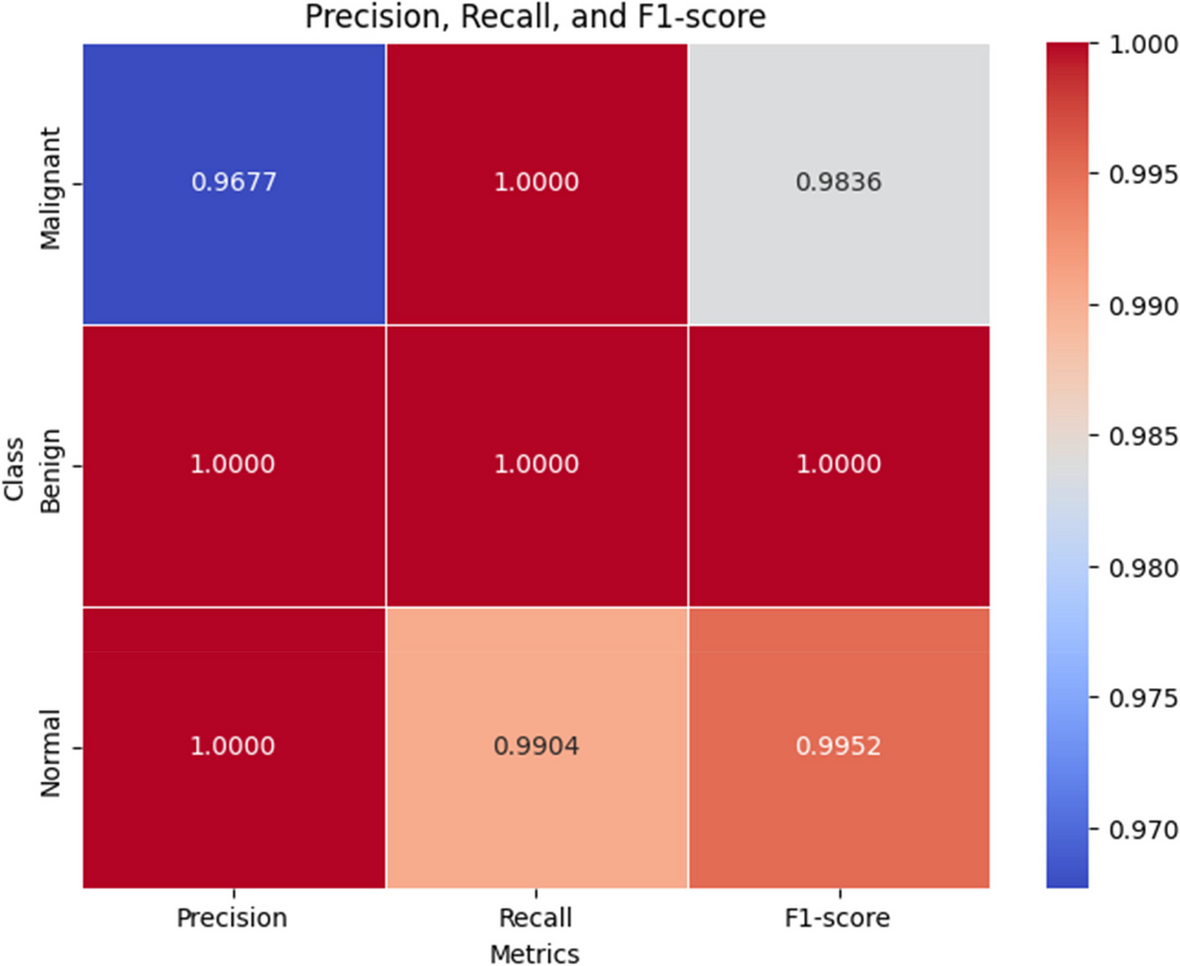 Precision, Recall, and F1-score
Class
Malignant
0.9677 1.0000 0.9836
Benign
1.0000 1.0000 1.0000
Normal
1.0000 0.9904 0.9952
Precision Recall F1-score
Metrics
1.000
0.995
0.990
0.985
0.980
0.975
0.970